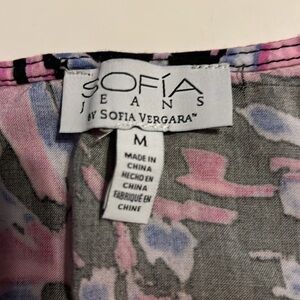 SOFÍA
JEANS
BY SOFIA VERGARA™
M
MADE IN
CHINA
HECHO EN
CHINA
FABRIQUÉ EN
CHINE